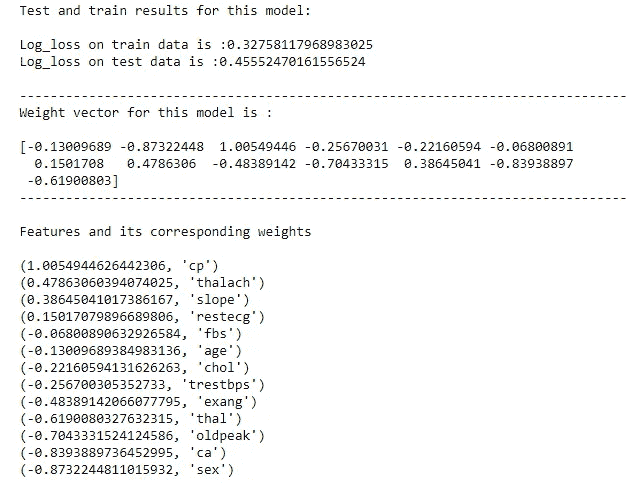 Test and train results for this model:
Log_loss on train data is :0.32758117968983025
Log_loss on test data is :0.45552470161556524
--------------------------------------------------------------------------------
Weight vector for this model is :
[-0.13009689 -0.87322448  1.00549446 -0.25670031 -0.22160594 -0.06800891
  0.1501708   0.4786306  -0.48389142 -0.70433315  0.38645041 -0.83938897
 -0.61900803]
--------------------------------------------------------------------------------
Features and its corresponding weights
(1.0054944626442306, 'cp')
(0.47863060394074025, 'thalach')
(0.38645041017386167, 'slope')
(0.15017079896689806, 'restecg')
(-0.06800890632926584, 'fbs')
(-0.13009689384983136, 'age')
(-0.22160594131626263, 'chol')
(-0.256700305352733, 'trestbps')
(-0.48389142066077795, 'exang')
(-0.6190080327632315, 'thal')
(-0.7043331524124586, 'oldpeak')
(-0.8393889736452995, 'ca')
(-0.8732244811015932, 'sex')